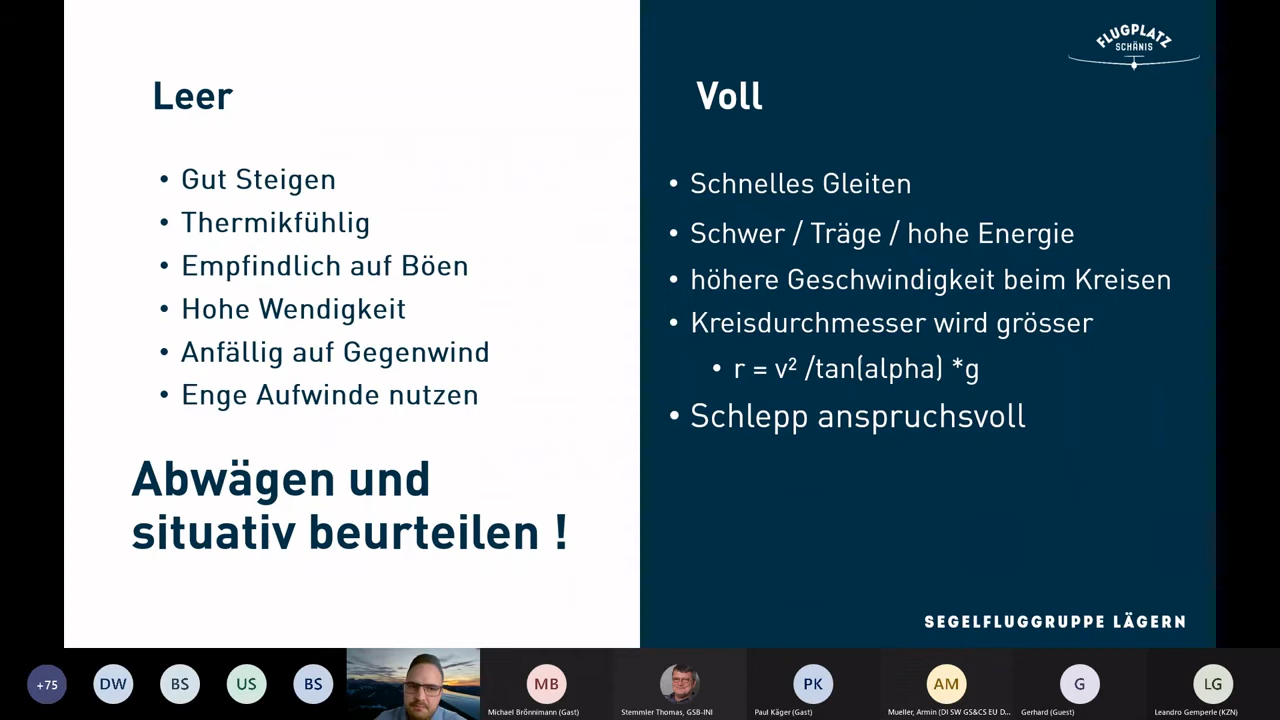 Leer
• Gut Steigen
• Thermikfühlig
• Empfindlich auf Böen
• Hohe Wendigkeit
• Anfällig auf Gegenwind
• Enge Aufwinde nutzen
Abwägen und
situativ beurteilen !
FLUGPLATZ
SCHÄNIS
Voll
• Schnelles Gleiten
• Schwer / Träge / hohe Energie
• höhere Geschwindigkeit beim Kreisen
• Kreisdurchmesser wird grösser
• r = v² /tan(alpha) *g
• Schlepp anspruchsvoll
SEGELFLUGGRUPPE LÄGERN
+75
DW
BS
US
BS
MB
Michael Brönnimann (Gast)
Stemmler Thomas, GSB-INI
PK
Paul Käger (Gast)
AM
Mueller, Armin (DI SW GS&CS EU D...
G
Gerhard (Guest)
LG
Leandro Gemperle (KZN)